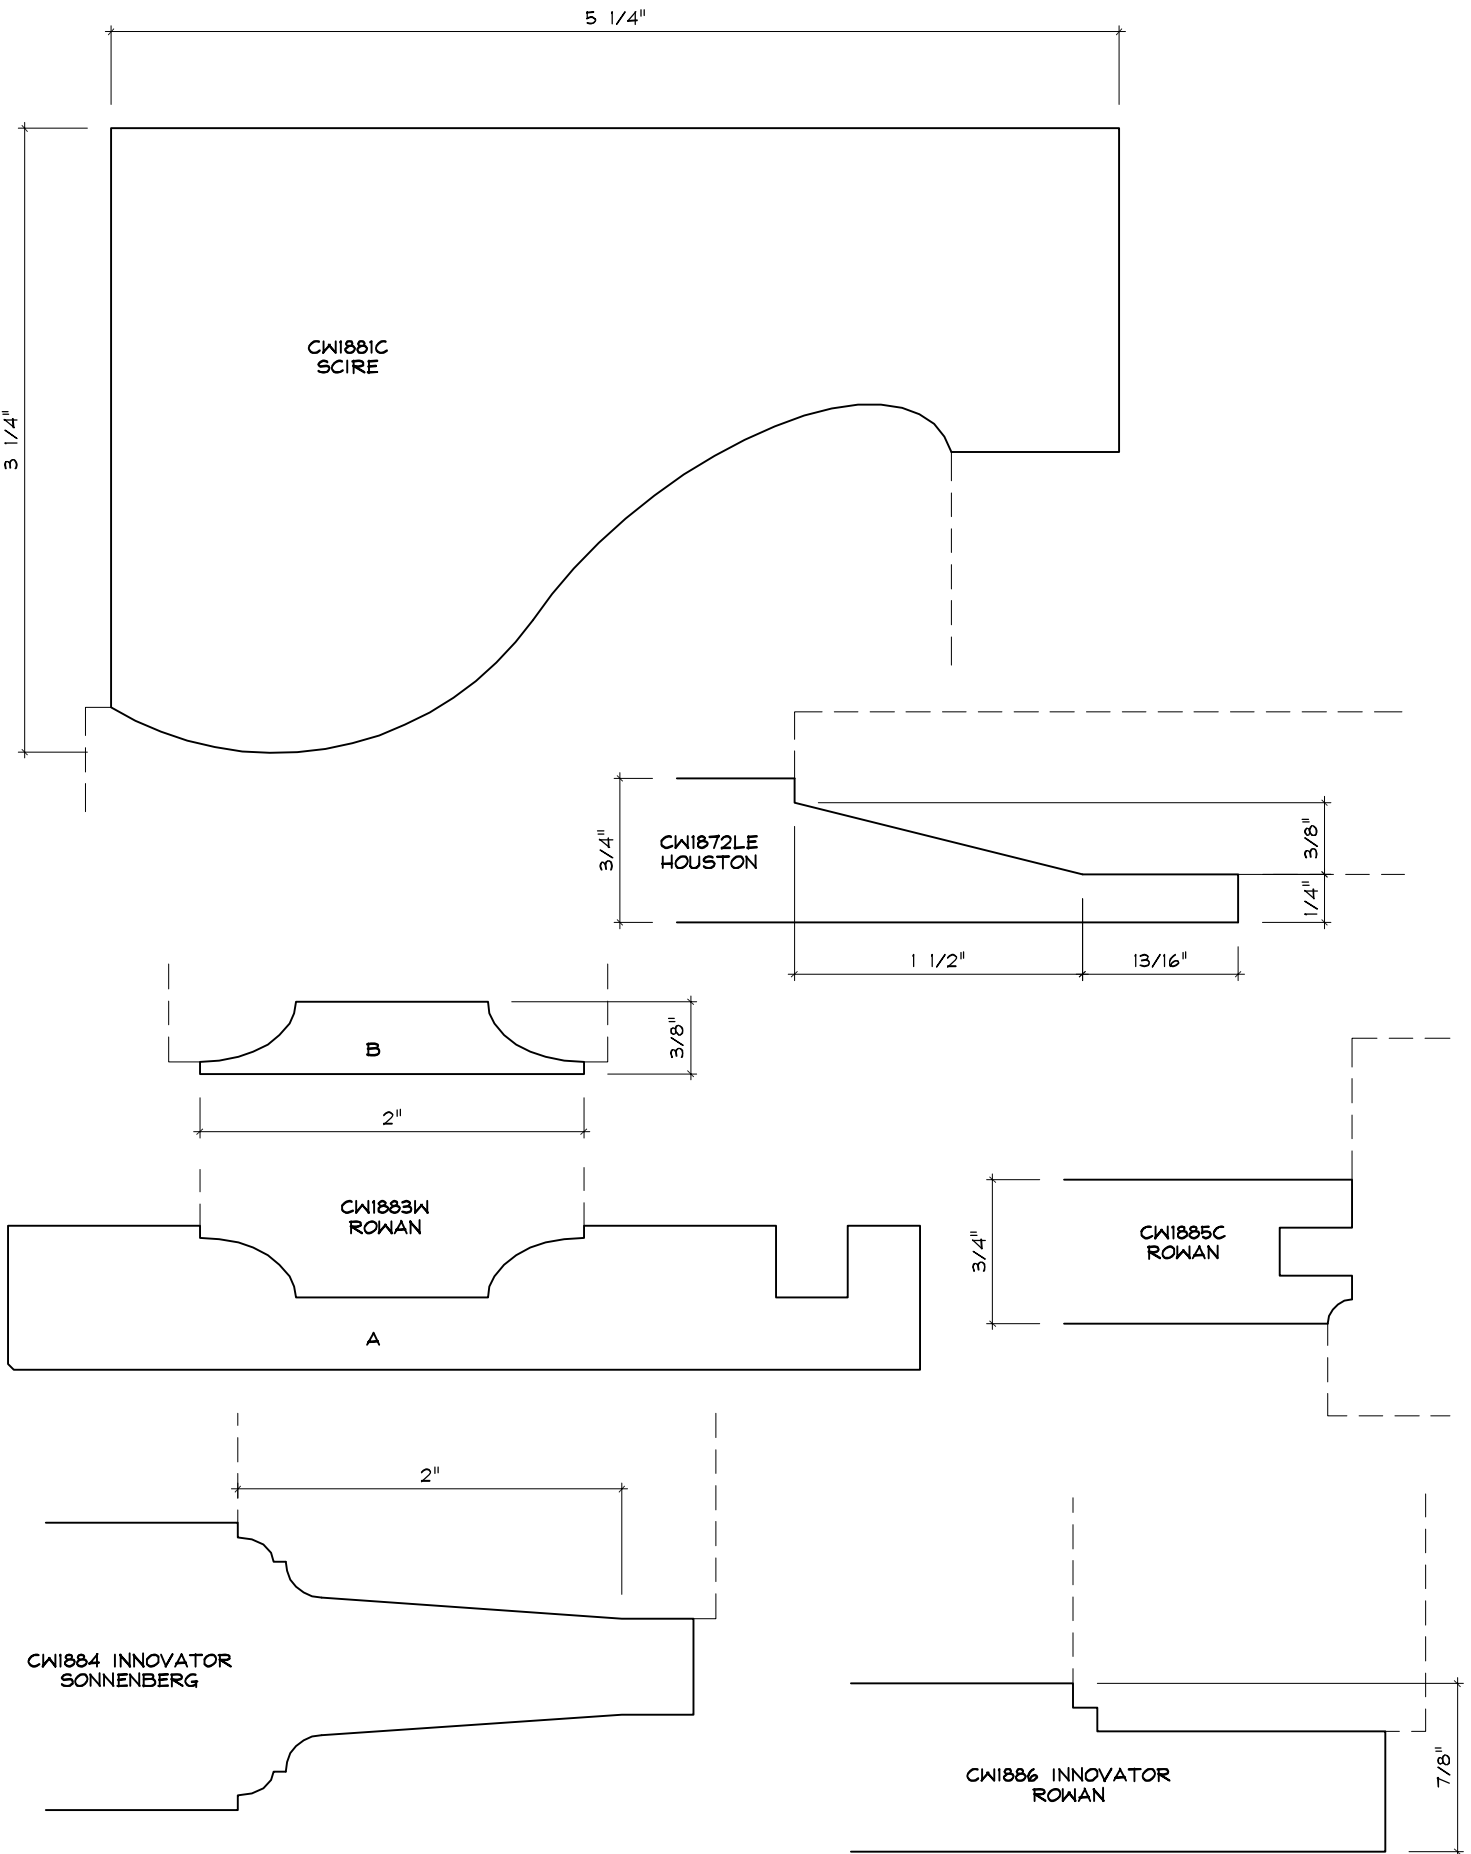 5 1/4"
3 1/4"
CW1881C
SCIRE
3/4"
CW1872LE
HOUSTON
3/8"
1/4"
1 1/2"
13/16"
B
3/8"
2"
CW1883W
ROWAN
A
3/4"
CW1885C
ROWAN
2"
CW1884 INNOVATOR
SONNENBERG
CW1886 INNOVATOR
ROWAN
7/8"